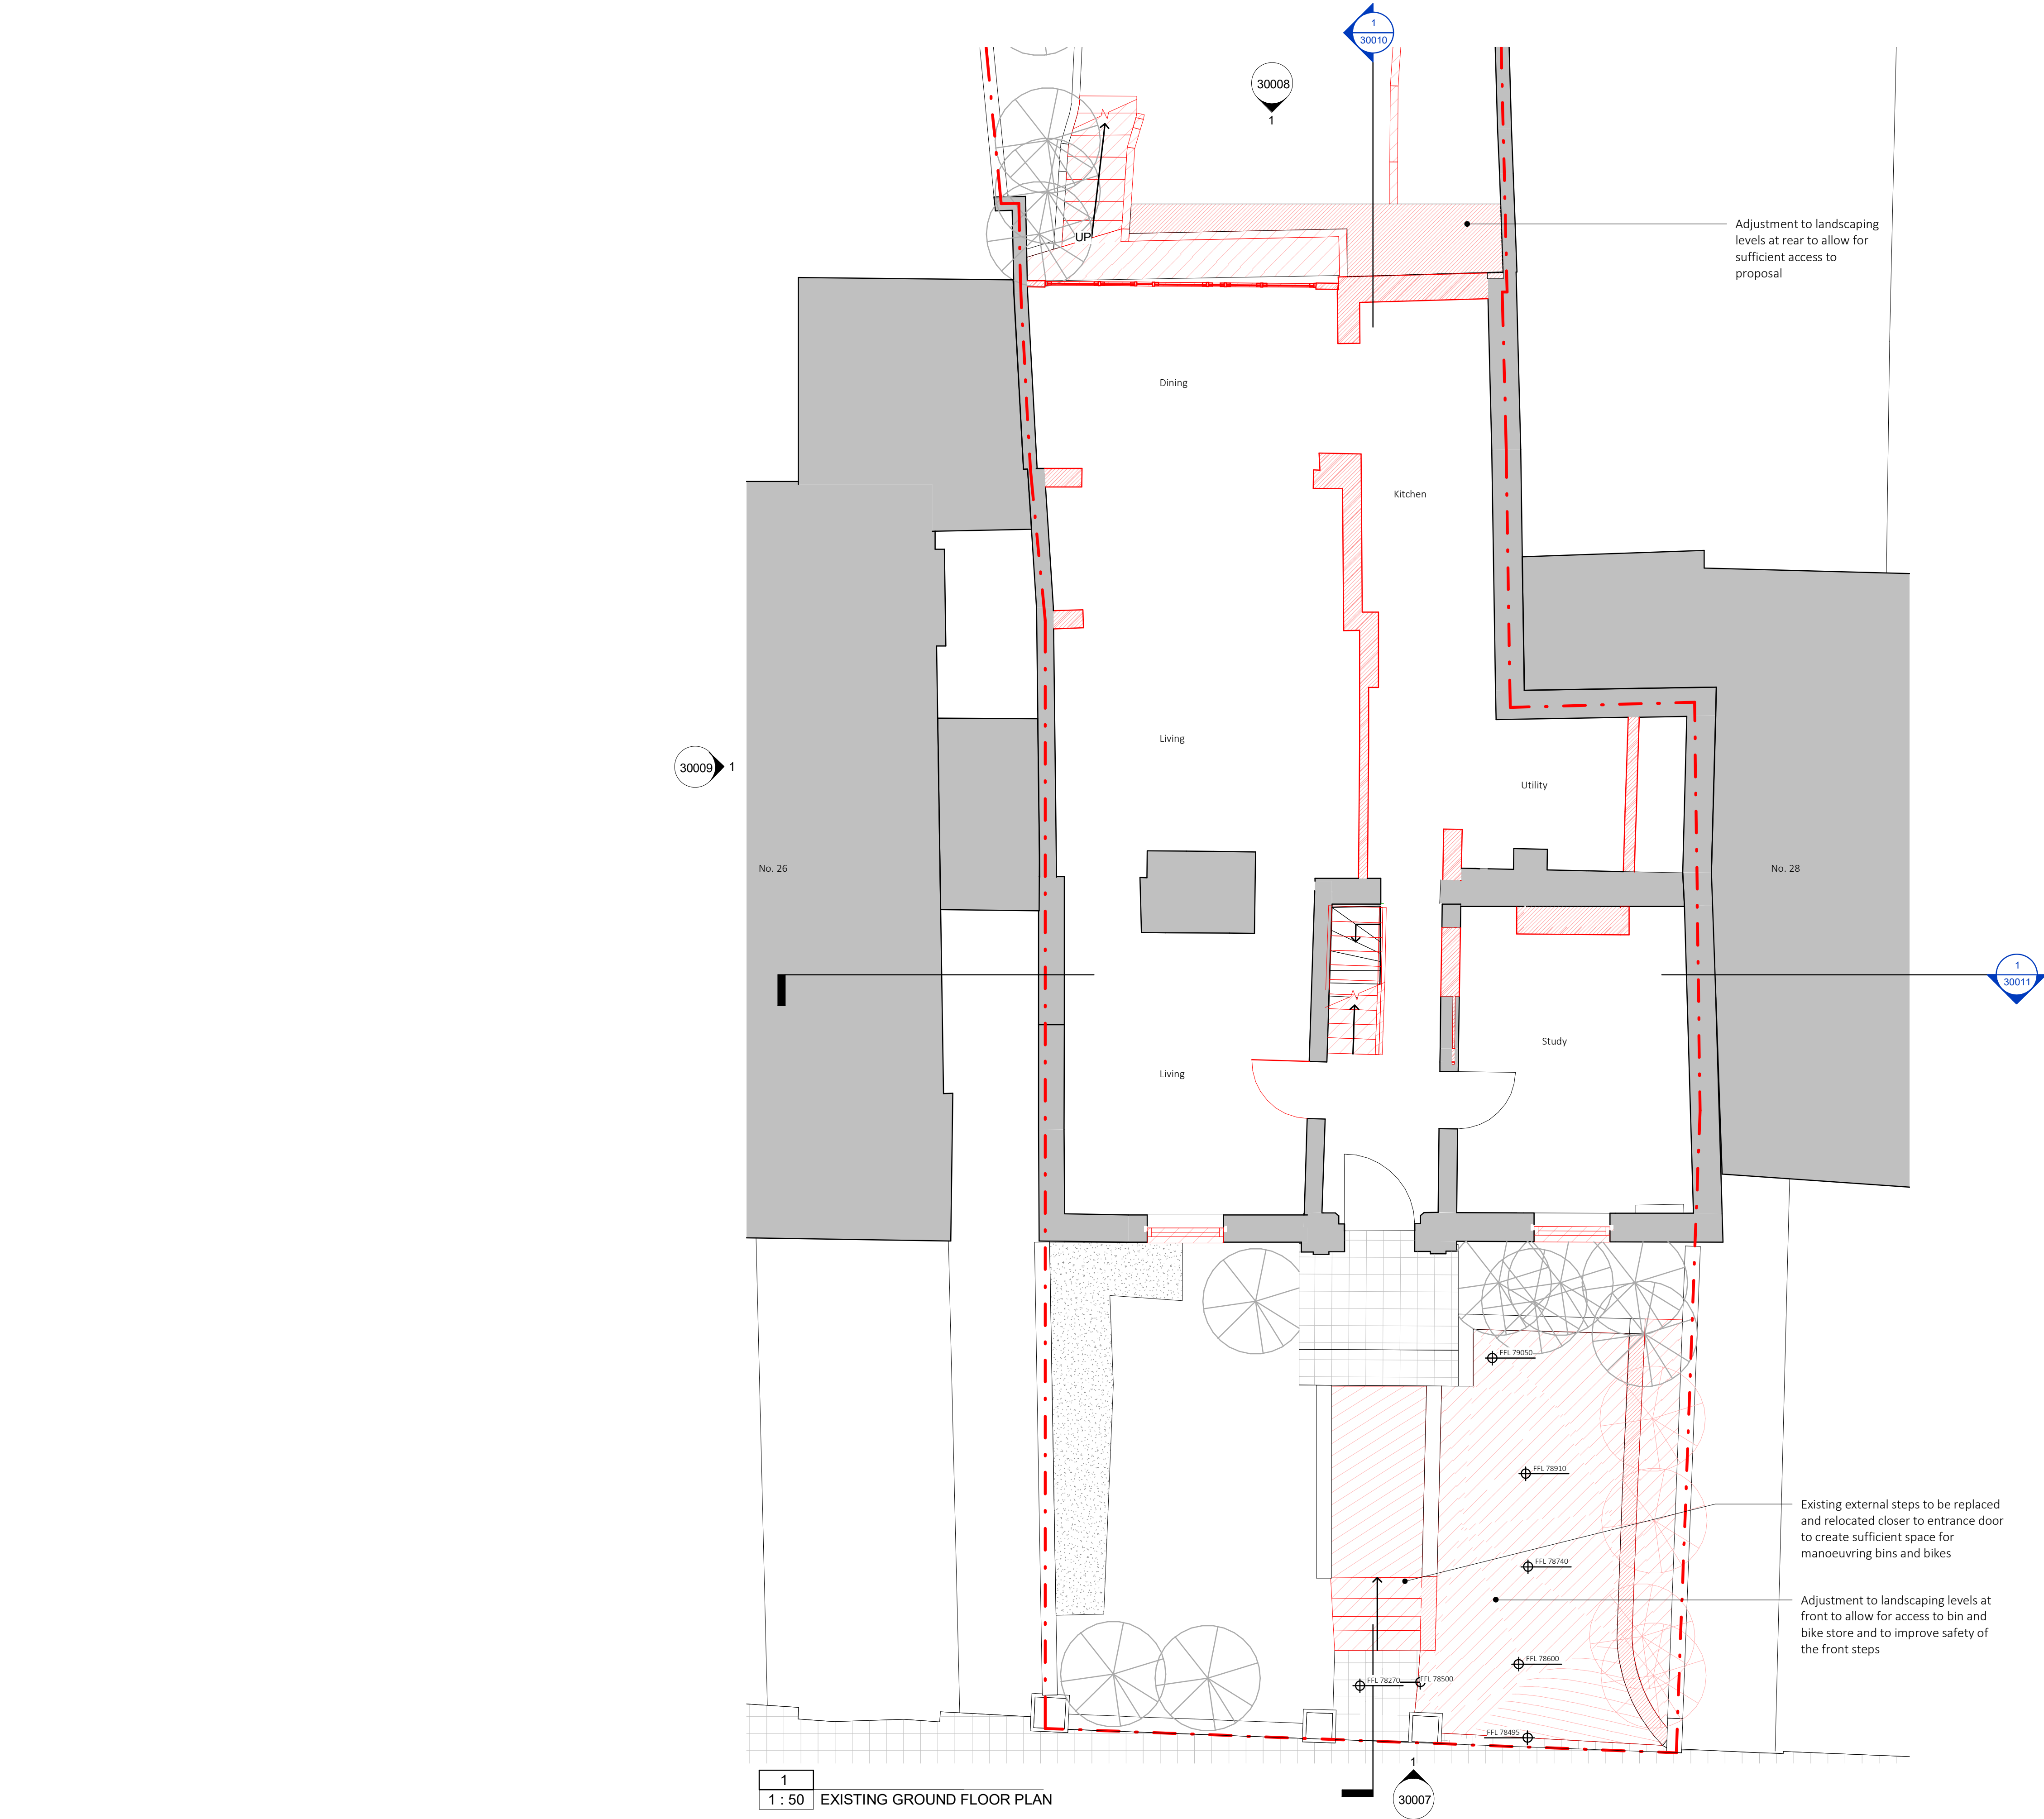 1
30010
30008
1
Adjustment to landscaping
levels at rear to allow for
sufficient access to
proposal
UP
Dining
Kitchen
Living
30009
1
Utility
No. 26
No. 28
1
30011
Study
Living
FFL 79050
FFL 78910
Existing external steps to be replaced
and relocated closer to entrance door
to create sufficient space for
manoeuvring bins and bikes
FFL 78740
Adjustment to landscaping levels at
front to allow for access to bin and
bike store and to improve safety of
the front steps
FFL 78600
FFL 78270
FFL 78500
FFL 78495
1
30007
1
1 : 50
EXISTING GROUND FLOOR PLAN